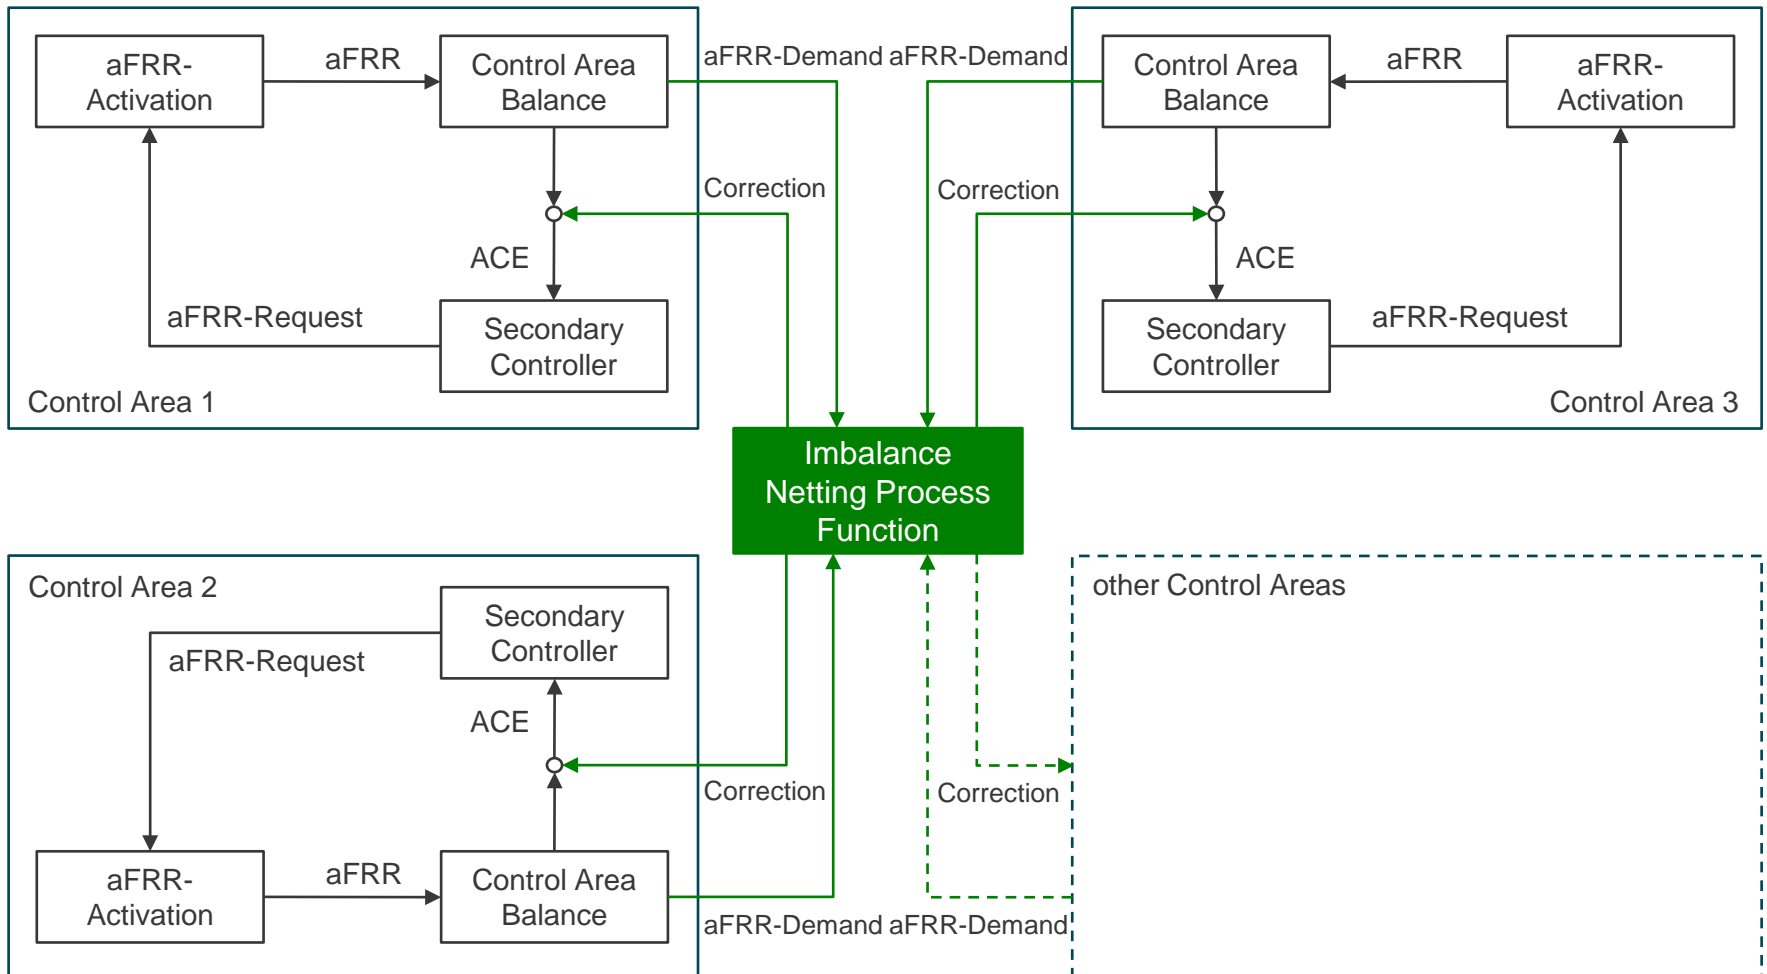 aFRR-
Activation
aFRR
Control Area
Balance
aFRR-Demand
Correction
ACE
aFRR-Request
Secondary
Controller
Control Area 1
aFRR-Demand
Control Area
Balance
aFRR
aFRR-
Activation
Correction
ACE
Secondary
Controller
aFRR-Request
Control Area 3
Imbalance
Netting Process
Function
Control Area 2
Secondary
Controller
aFRR-Request
ACE
Correction
aFRR-
Activation
aFRR
Control Area
Balance
aFRR-Demand
other Control Areas
Correction
aFRR-Demand